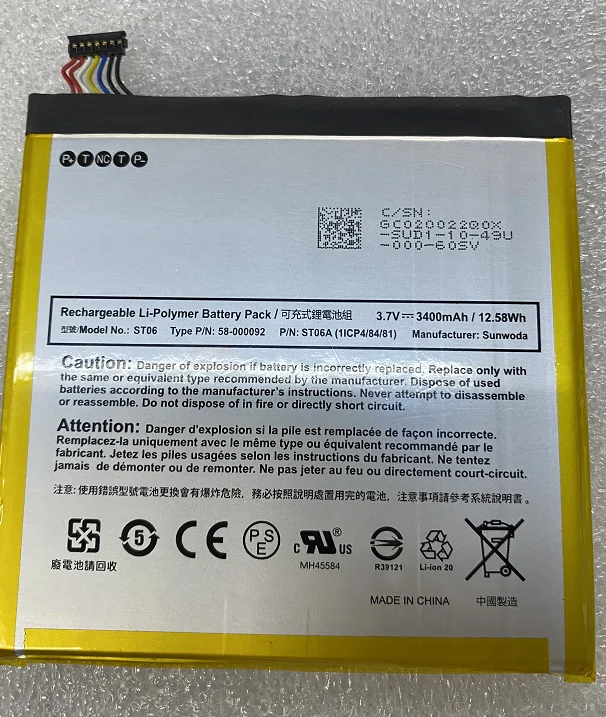 P+ T NC T P-
C/SN:
GC020022Q0X
-SUD1-10-49U
-000-60SV
Rechargeable Li-Polymer Battery Pack / 可充式鋰電池組 3.7V⎓ 3400mAh / 12.58Wh
型號/Model No.: ST06 Type P/N: 58-000092 P/N: ST06A (1ICP4/84/81) Manufacturer: Sunwoda
Caution: Danger of explosion if battery is incorrectly replaced. Replace only with
the same or equivalent type recommended by the manufacturer. Dispose of used
batteries according to the manufacturer's instructions. Never attempt to disassemble
or reassemble. Do not dispose of in fire or directly short circuit.
Attention: Danger d'explosion si la pile est remplacée de façon incorrecte.
Remplacez-la uniquement avec le même type ou équivalent recommandé par le
fabricant. Jetez les piles usagées selon les instructions du fabricant. Ne tentez
jamais de démonter ou de remonter. Ne pas jeter au feu ou directement court-circuit.
注意: 使用錯誤型號電池更換會有爆炸危險，務必按照說明處置用完的電池，注意事項請參考系統說明書。
5 CE PSE c RU® US
廢電池請回收 MH45584 R39121 Li-ion 20
MADE IN CHINA 中國製造